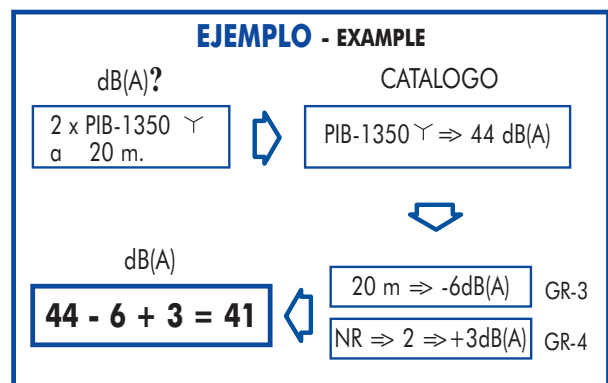 EJEMPLO - EXAMPLE
dB(A)?
2 x PIB-1350 Y
a 20 m.
CATALOGO
PIB-1350 Y ⇒ 44 dB(A)
20 m ⇒ -6dB(A) GR-3
NR ⇒ 2 ⇒+3dB(A) GR-4
dB(A)
44 - 6 + 3 = 41